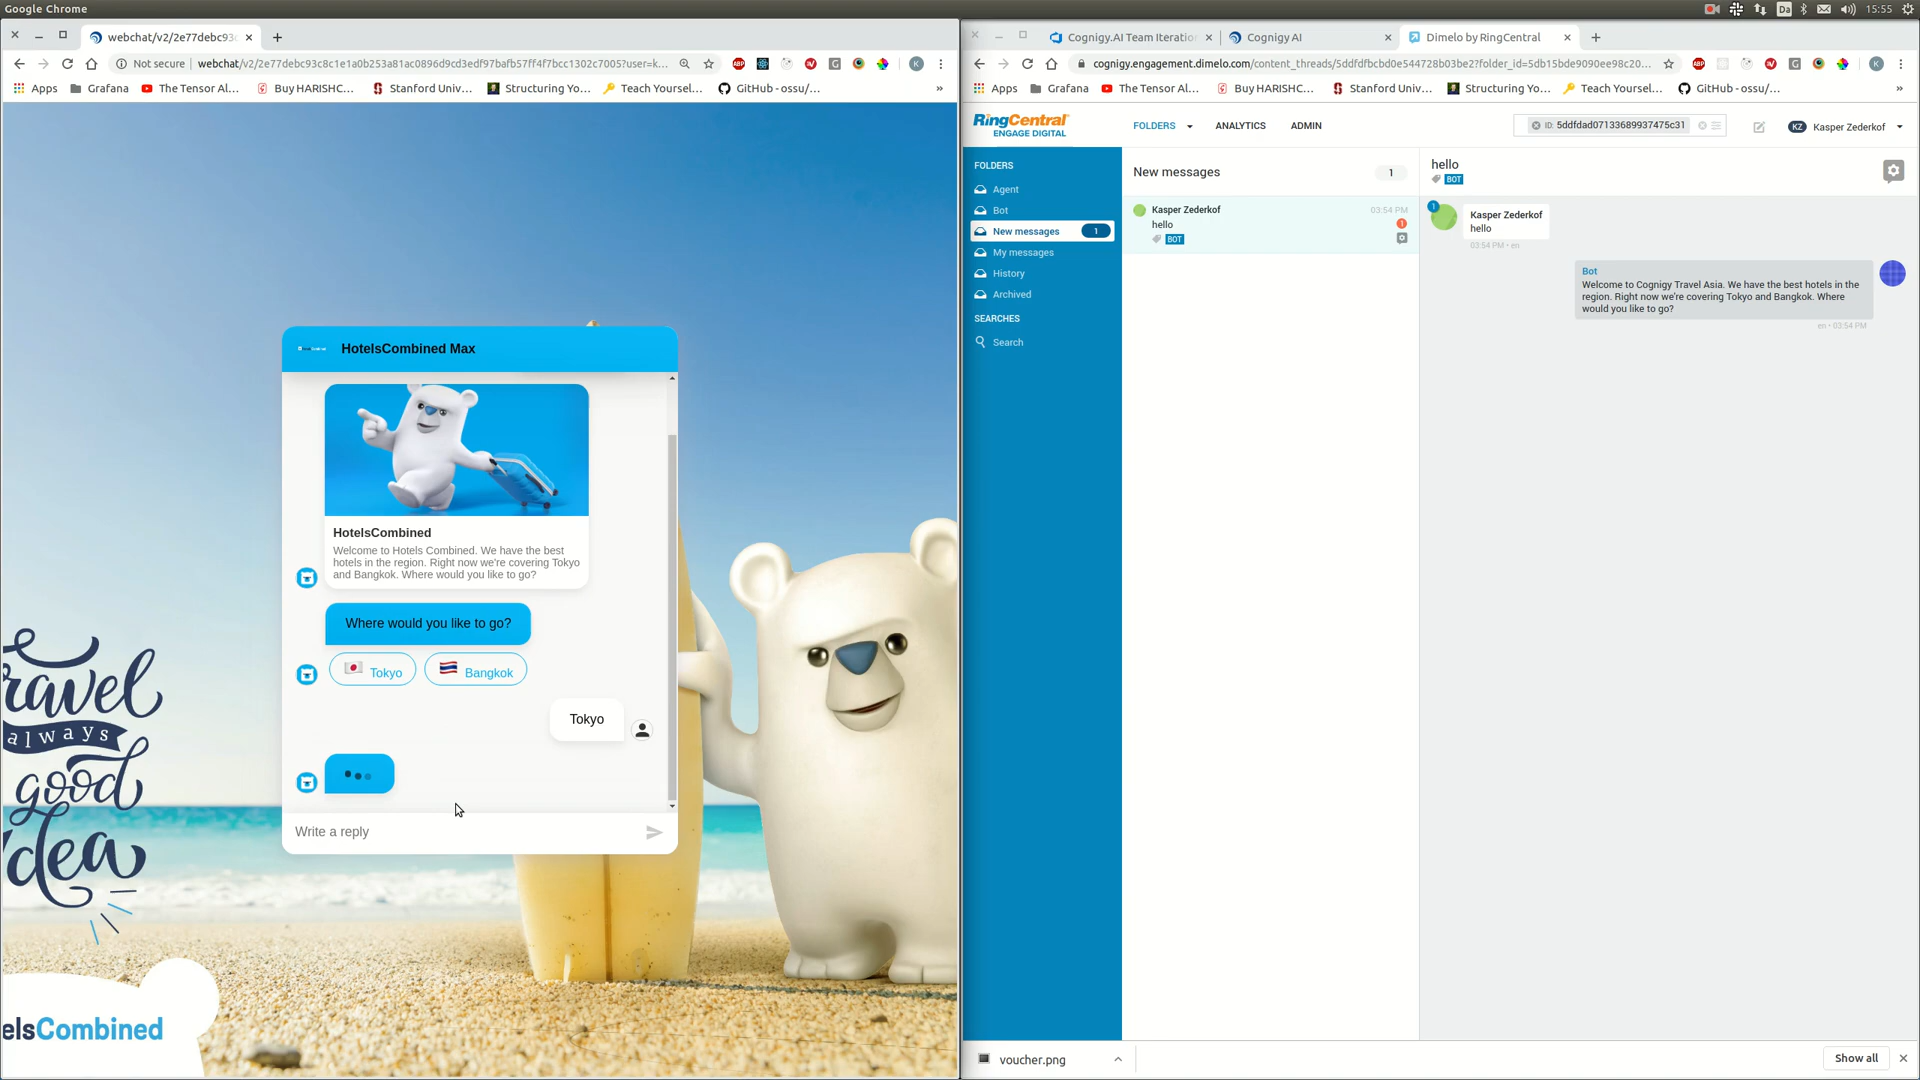 Google Chrome
Da
15:55
webchat/v2/2e77debc93
Not secure
webchat/v2/2e77debc93c8c1e1a0b253a81ac0896d9cd3edf97bafb57ff4f7bcc1302c7005?user=k...
ABP
K
Apps
Grafana
The Tensor Al...
Buy HARISHC...
Stanford Univ...
Structuring Yo...
Teach Yoursel...
GitHub - ossu/...
»
HotelsCombined Max
HotelsCombined
Welcome to Hotels Combined. We have the best
hotels in the region. Right now we're covering Tokyo
and Bangkok. Where would you like to go?
Where would you like to go?
Tokyo
Bangkok
Tokyo
Write a reply
ravel
always
good
idea
elsCombined
Cognigy.AI Team Iteratio
Cognigy AI
Dimelo by RingCentral
cognigy.engagement.dimelo.com/content_threads/5ddfdfbcbd0e544728b03be2?folder_id=5db15bde9090ee98c20...
ABP
K
Apps
Grafana
The Tensor Al...
Buy HARISHC...
Stanford Univ...
Structuring Yo...
Teach Yoursel...
GitHub - ossu/...
»
RingCentral
ENGAGE DIGITAL
FOLDERS
ANALYTICS
ADMIN
ID: 5ddfdad07133689937475c31
KZ
Kasper Zederkof
FOLDERS
Agent
Bot
New messages
1
My messages
History
Archived
SEARCHES
Search
New messages
1
Kasper Zederkof
03:54 PM
hello
1
BOT
hello
BOT
1
Kasper Zederkof
hello
03:54 PM • en
Bot
Welcome to Cognigy Travel Asia. We have the best hotels in the
region. Right now we're covering Tokyo and Bangkok. Where
would you like to go?
en • 03:54 PM
voucher.png
Show all